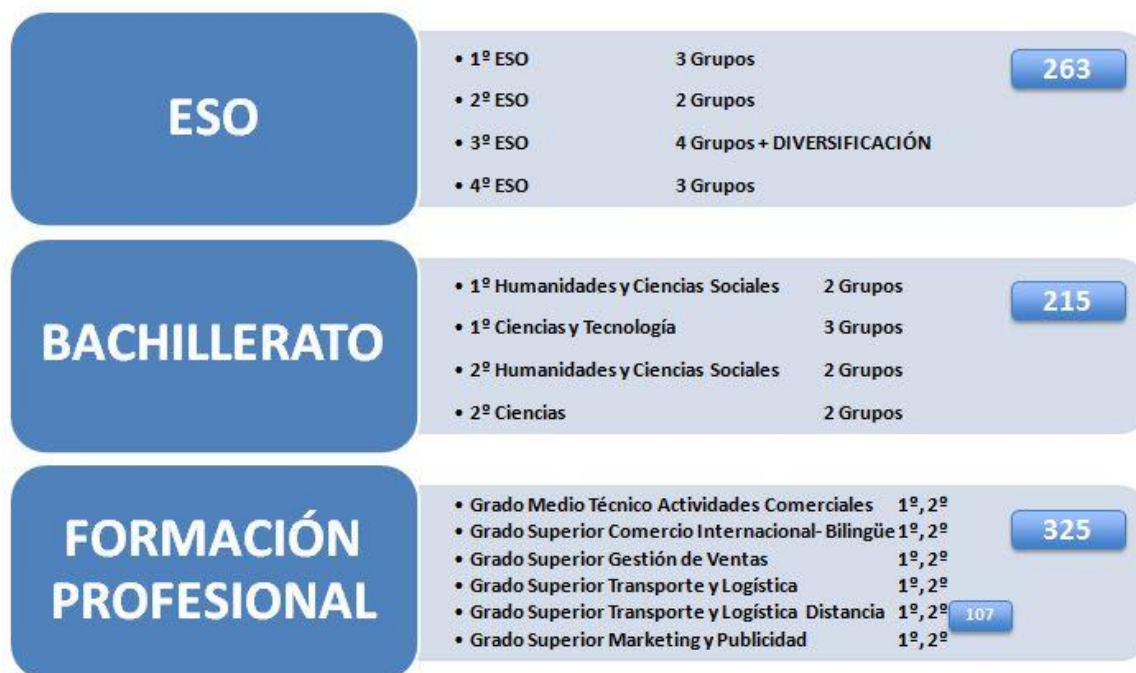 ESO
• 1º ESO 3 Grupos
• 2º ESO 2 Grupos
• 3º ESO 4 Grupos + DIVERSIFICACIÓN
• 4º ESO 3 Grupos
263
BACHILLERATO
• 1º Humanidades y Ciencias Sociales 2 Grupos
• 1º Ciencias y Tecnología 3 Grupos
• 2º Humanidades y Ciencias Sociales 2 Grupos
• 2º Ciencias 2 Grupos
215
FORMACIÓN
PROFESIONAL
• Grado Medio Técnico Actividades Comerciales 1º,2º
• Grado Superior Comercio Internacional- Bilingüe 1º,2º
• Grado Superior Gestión de Ventas 1º,2º
• Grado Superior Transporte y Logística 1º,2º
• Grado Superior Transporte y Logística Distancia 1º,2º 107
• Grado Superior Marketing y Publicidad 1º,2º
325